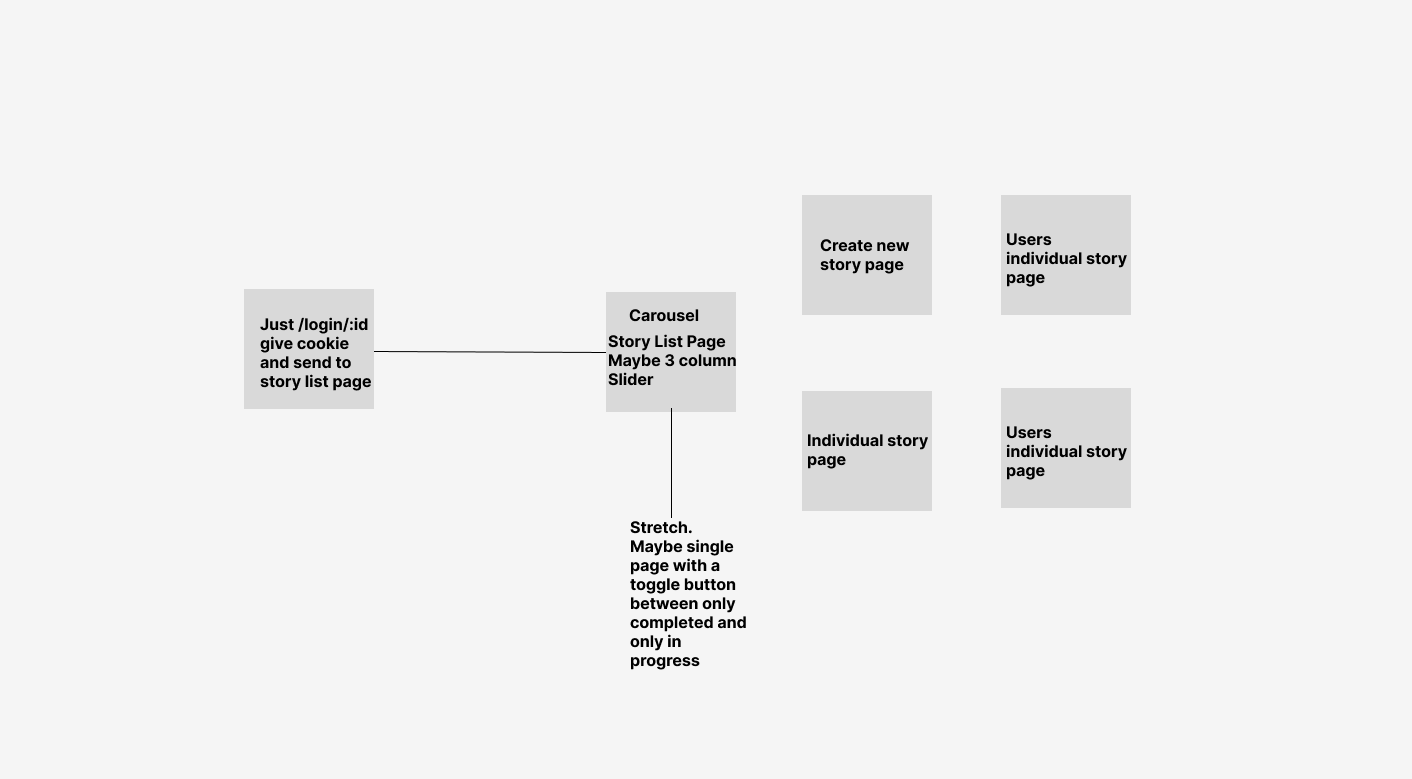 Just /login/:id
give cookie
and send to
story list page
Carousel
Story List Page
Maybe 3 column
Slider
Stretch.
Maybe single
page with a
toggle button
between only
completed and
only in
progress
Create new
story page
Users
individual story
page
Individual story
page
Users
individual story
page